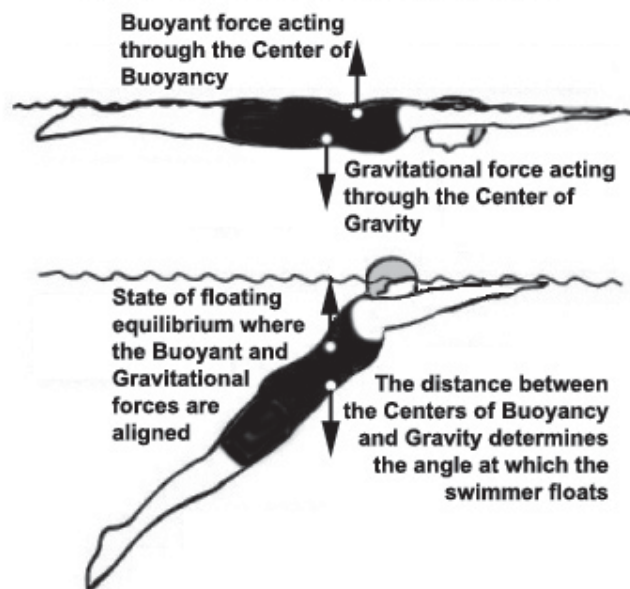 Buoyant force acting
through the Center of
Buoyancy
Gravitational force acting
through the Center of
Gravity
State of floating
equilibrium where
the Buoyant and
Gravitational
forces are
aligned
The distance between
the Centers of Buoyancy
and Gravity determines
the angle at which the
swimmer floats